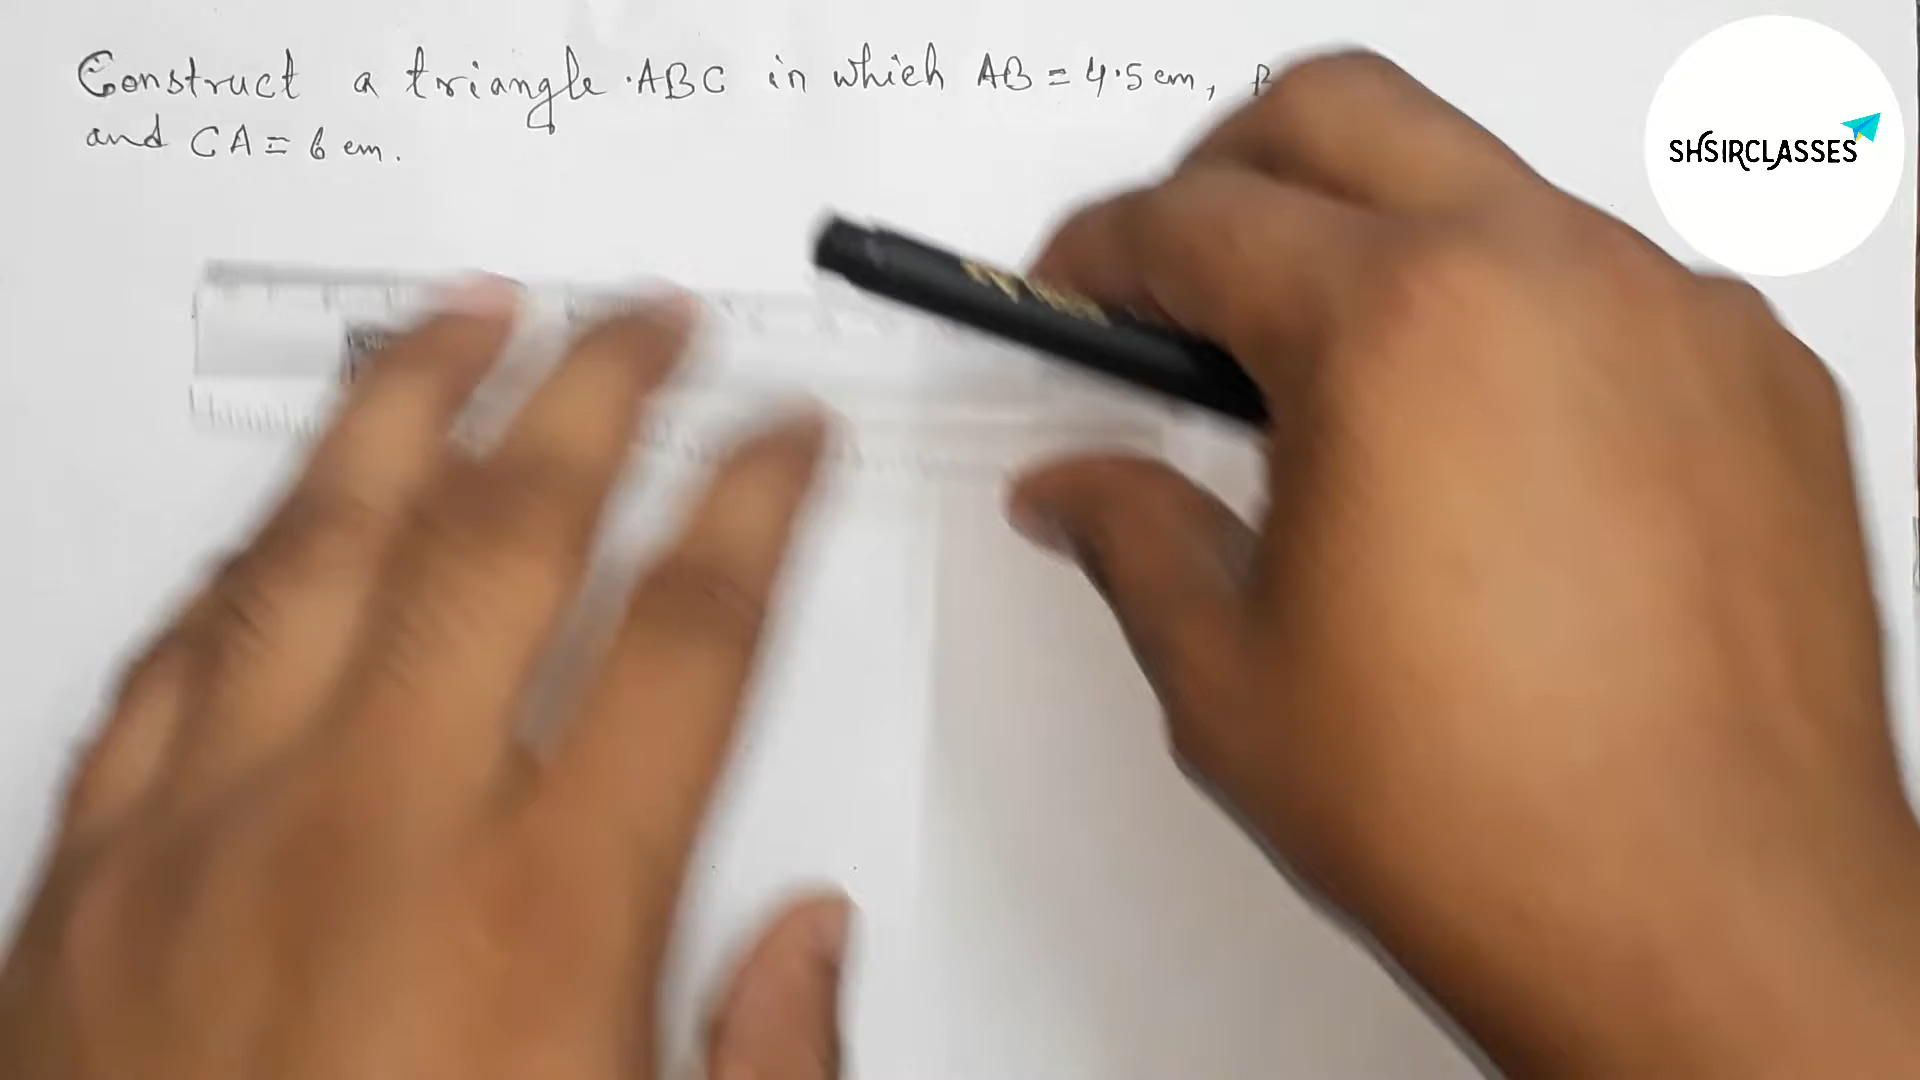 Construct a triangle ABC in which AB = 4.5 cm,
and CA = 6 cm.
SHSIRCLASSES